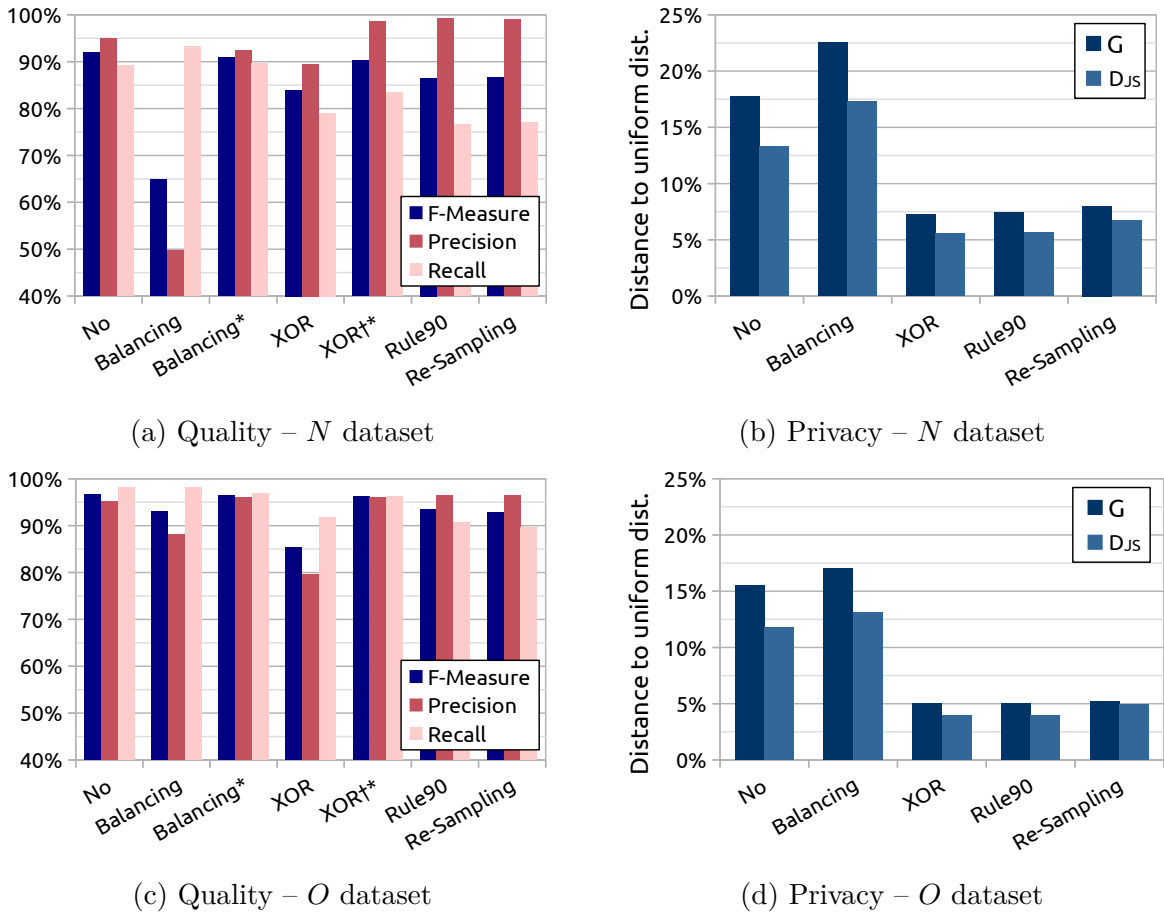 100%
90%
80%
70%
60%
50%
40%
F-Measure
Precision
Recall
No
Balancing
Balancing*
XOR
XOR†*
Rule90
Re-Sampling
(a) Quality – N dataset
Distance to uniform dist.
25%
20%
15%
10%
5%
0%
G
DJS
No
Balancing
XOR
Rule90
Re-Sampling
(b) Privacy – N dataset
100%
90%
80%
70%
60%
50%
40%
F-Measure
Precision
Recall
No
Balancing
Balancing*
XOR
XOR†*
Rule90
Re-Sampling
(c) Quality – O dataset
Distance to uniform dist.
25%
20%
15%
10%
5%
0%
G
DJS
No
Balancing
XOR
Rule90
Re-Sampling
(d) Privacy – O dataset